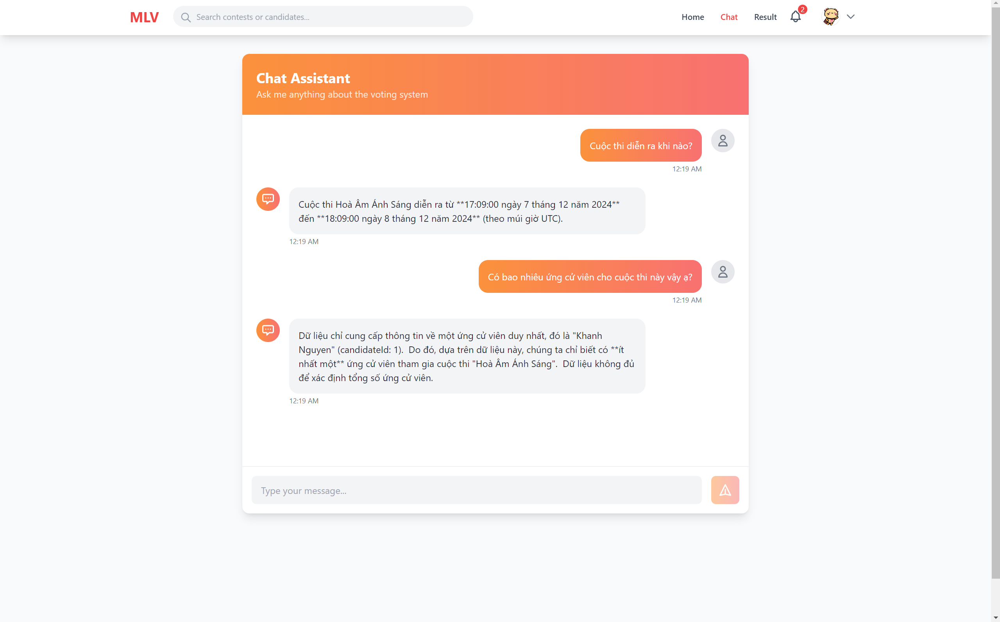 MLV
Search contests or candidates...
Home
Chat
Result
2
Chat Assistant
Ask me anything about the voting system
Cuộc thi diễn ra khi nào?
12:19 AM
Cuộc thi Hoà Âm Ánh Sáng diễn ra từ **17:09:00 ngày 7 tháng 12 năm 2024**
đến **18:09:00 ngày 8 tháng 12 năm 2024** (theo múi giờ UTC).
12:19 AM
Có bao nhiêu ứng cử viên cho cuộc thi này vậy ạ?
12:19 AM
Dữ liệu chỉ cung cấp thông tin về một ứng cử viên duy nhất, đó là "Khanh
Nguyen" (candidateId: 1).  Do đó, dựa trên dữ liệu này, chúng ta chỉ biết có **ít
nhất một** ứng cử viên tham gia cuộc thi "Hoà Âm Ánh Sáng".  Dữ liệu không đủ
để xác định tổng số ứng cử viên.
12:19 AM
Type your message...